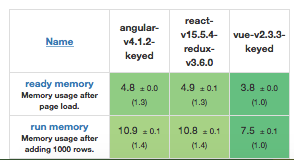 Name
angular-
v4.1.2-
keyed
react-
v15.5.4-
redux-
v3.6.0
vue-v2.3.3-
keyed
ready memory
Memory usage after
page load.
4.8 ± 0.0
(1.3)
4.9 ± 0.1
(1.3)
3.8 ± 0.0
(1.0)
run memory
Memory usage after
adding 1000 rows.
10.9 ± 0.1
(1.4)
10.8 ± 0.1
(1.4)
7.5 ± 0.1
(1.0)